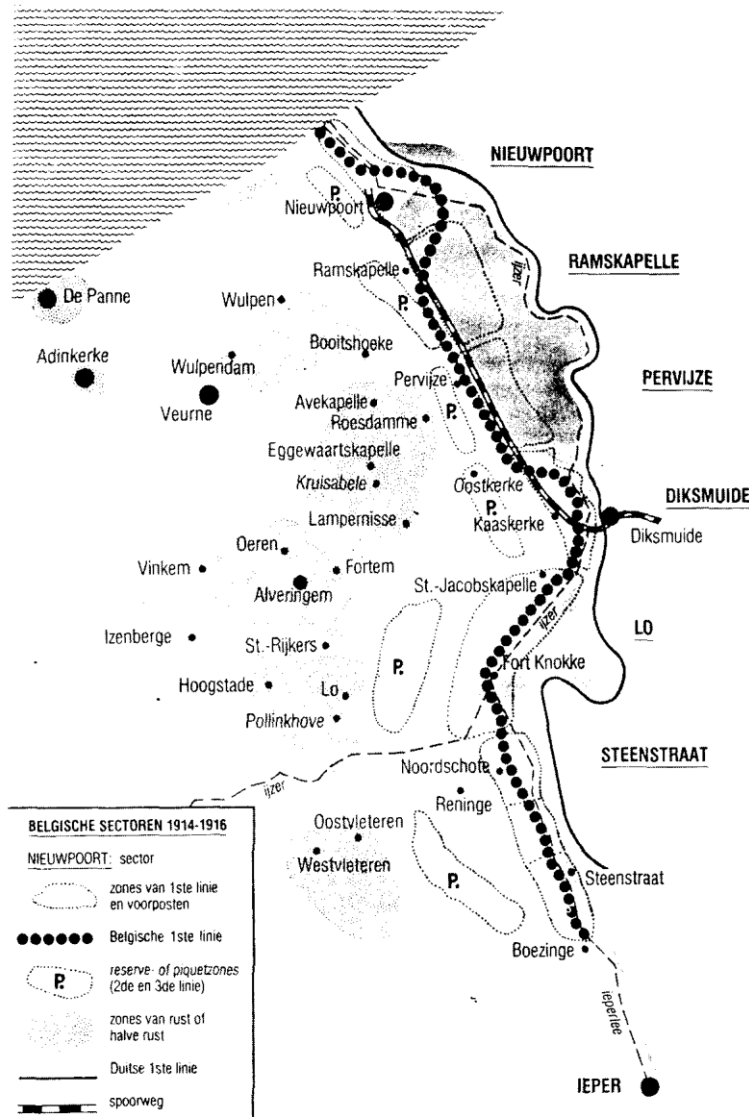 NIEUWPOORT
P.
Nieuwpoort
RAMSKAPELLE
ijzer
Ramskapelle
De Panne
Wulpen
P.
Booitshoeke
Adinkerke
Wulpendam
PERVIJZE
Pervijze
Veurne
Avekapelle
P.
Roesdamme
Eggewaartskapelle
Kruisabele
Oostkerke
DIKSMUIDE
P.
Kaaskerke
Lampernisse
Diksmuide
Oeren
Vinkem
Fortem
St.-Jacobskapelle
Alveringem
ijzer
LO
Izenberge
St.-Rijkers
P.
Fort Knokke
Hoogstade
Lo
Pollinkhove
STEENSTRAAT
Noordschote
ijzer
Reninge
Oostvleteren
Westvleteren
P.
Steenstraat
Boezinge
ieperlee
IEPER
BELGISCHE SECTOREN 1914-1916
NIEUWPOORT: sector
zones van 1ste linie
en voorposten
Belgische 1ste linie
P.
reserve- of piquetzones
(2de en 3de linie)
zones van rust of
halve rust
Duitse 1ste linie
spoorweg